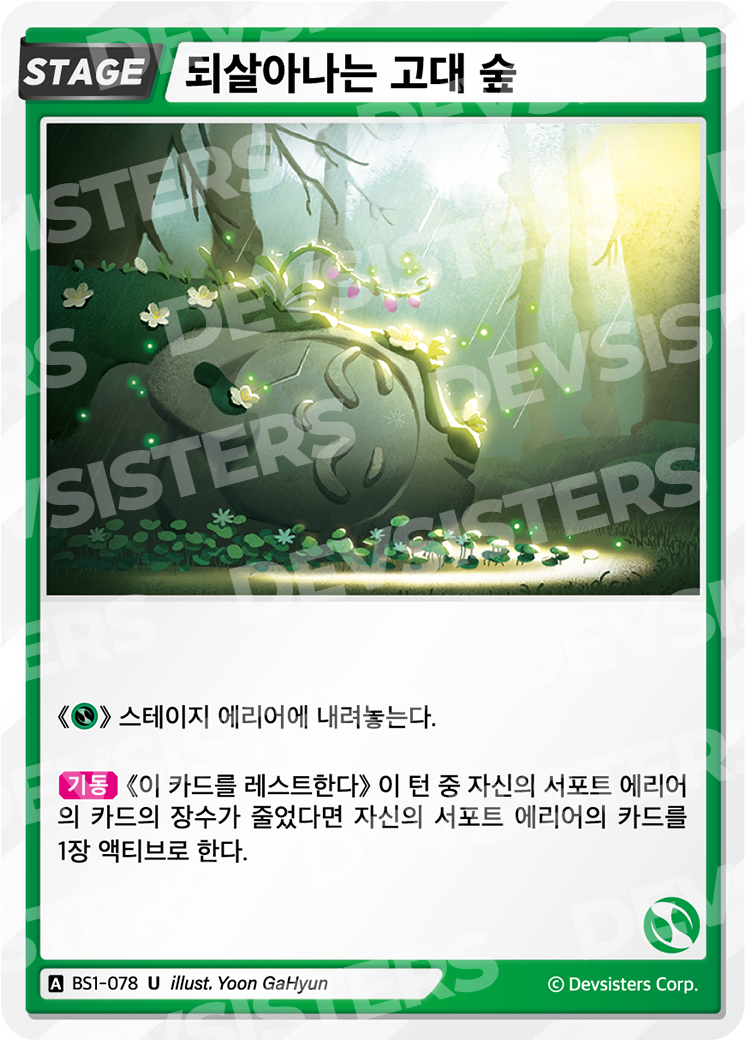 STAGE
되살아나는 고대 숲
《 》 스테이지 에리어에 내려놓는다.
기동 《이 카드를 레스트한다》 이 턴 중 자신의 서포트 에리어
의 카드의 장수가 줄었다면 자신의 서포트 에리어의 카드를
1장 액티브로 한다.
A BS1-078 U illust. Yoon GaHyun
© Devsisters Corp.
DEVSISTERS